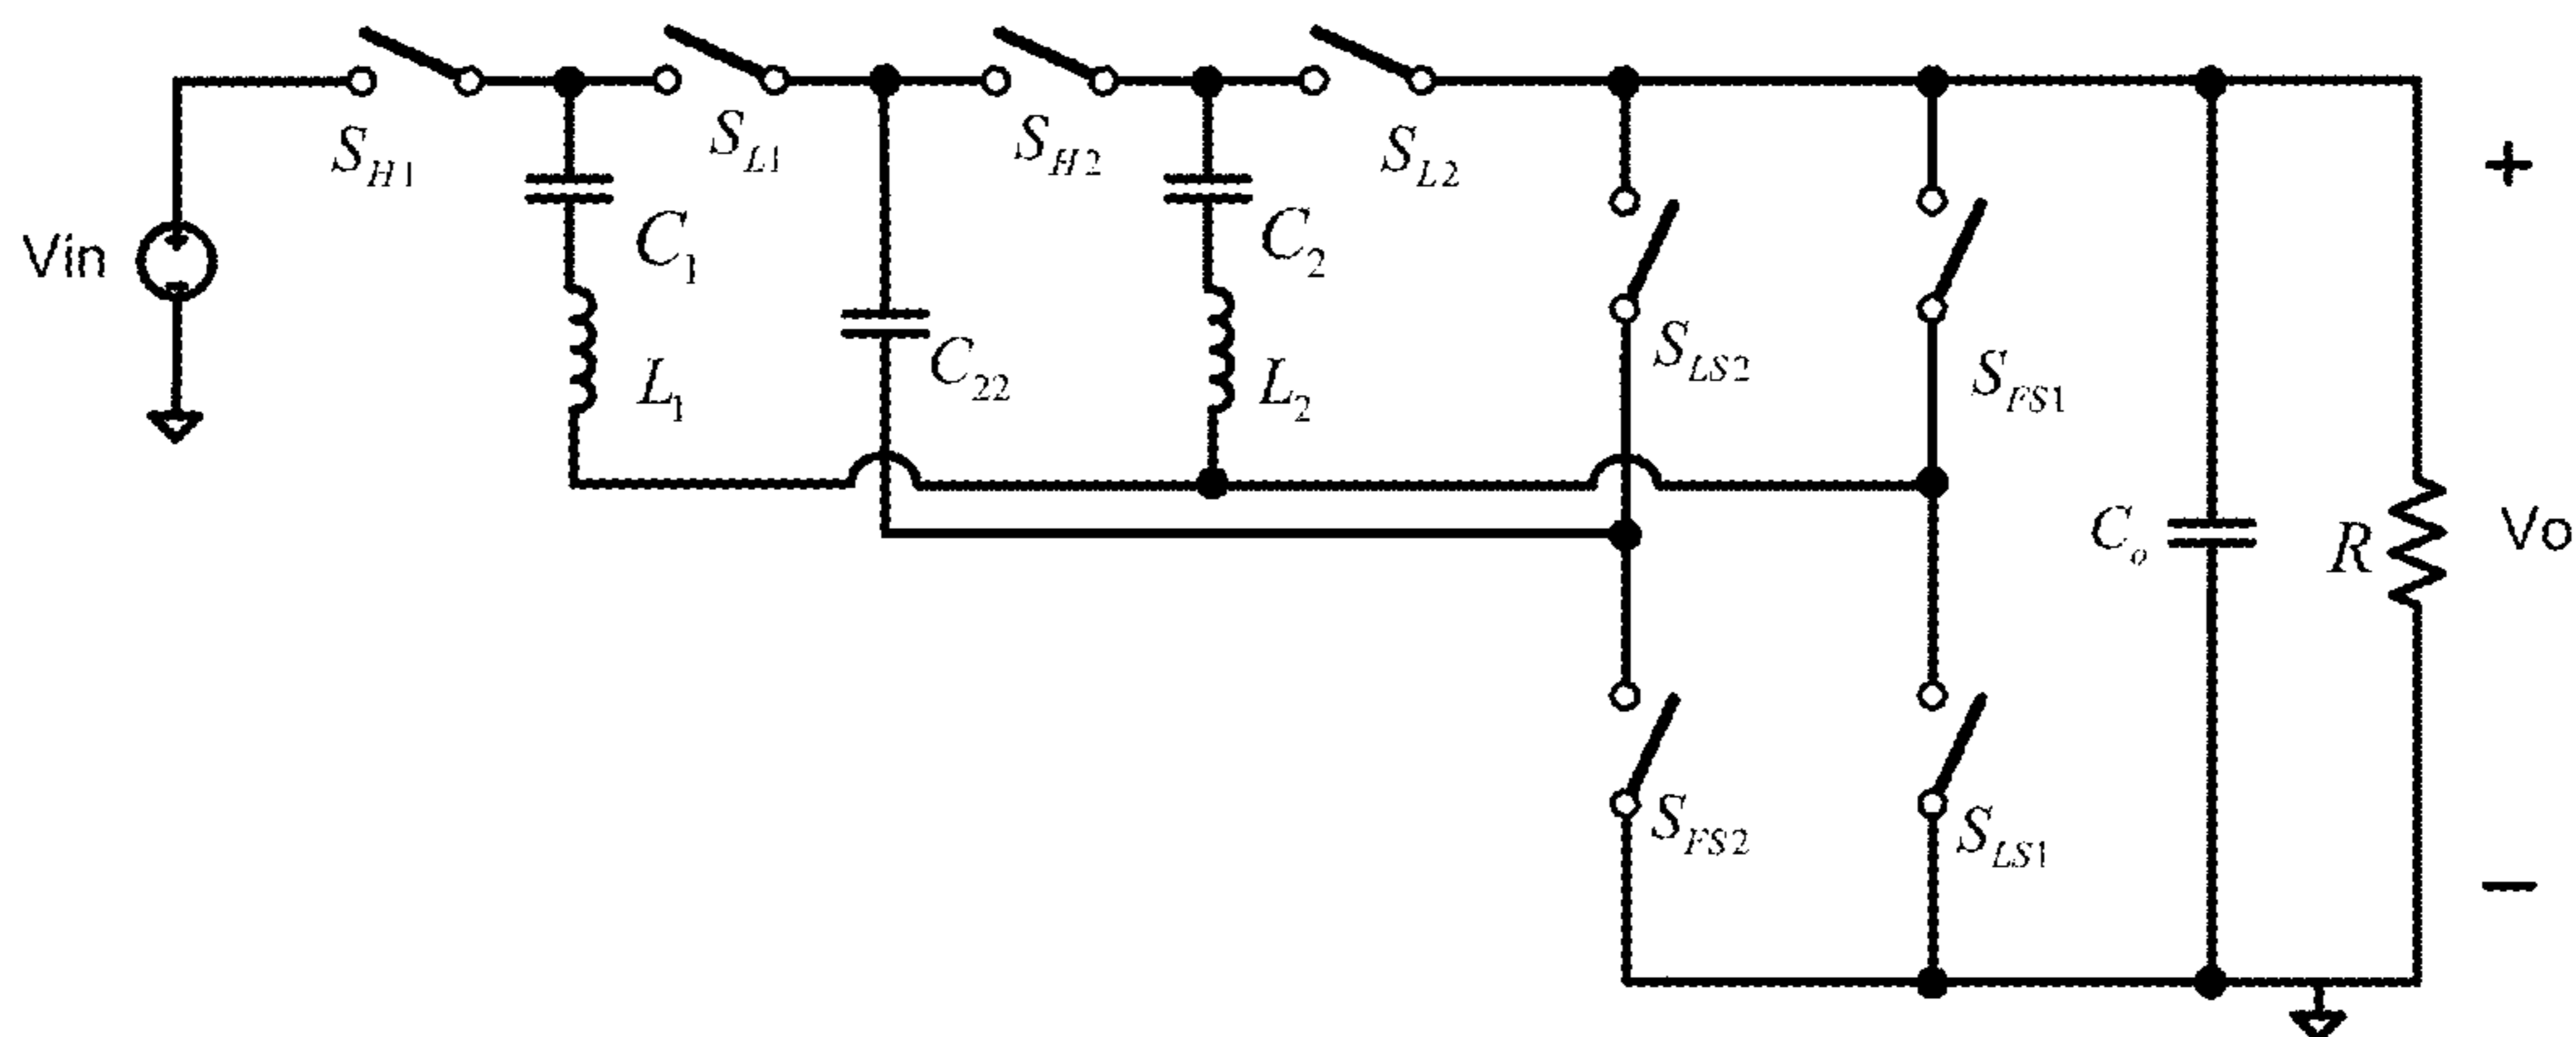 S_H1
S_L1
S_H2
S_L2
+
Vin
C_1
C_2
C_22
L_1
L_2
S_LS2
S_FS1
C_o
R
Vo
S_FS2
S_LS1
−